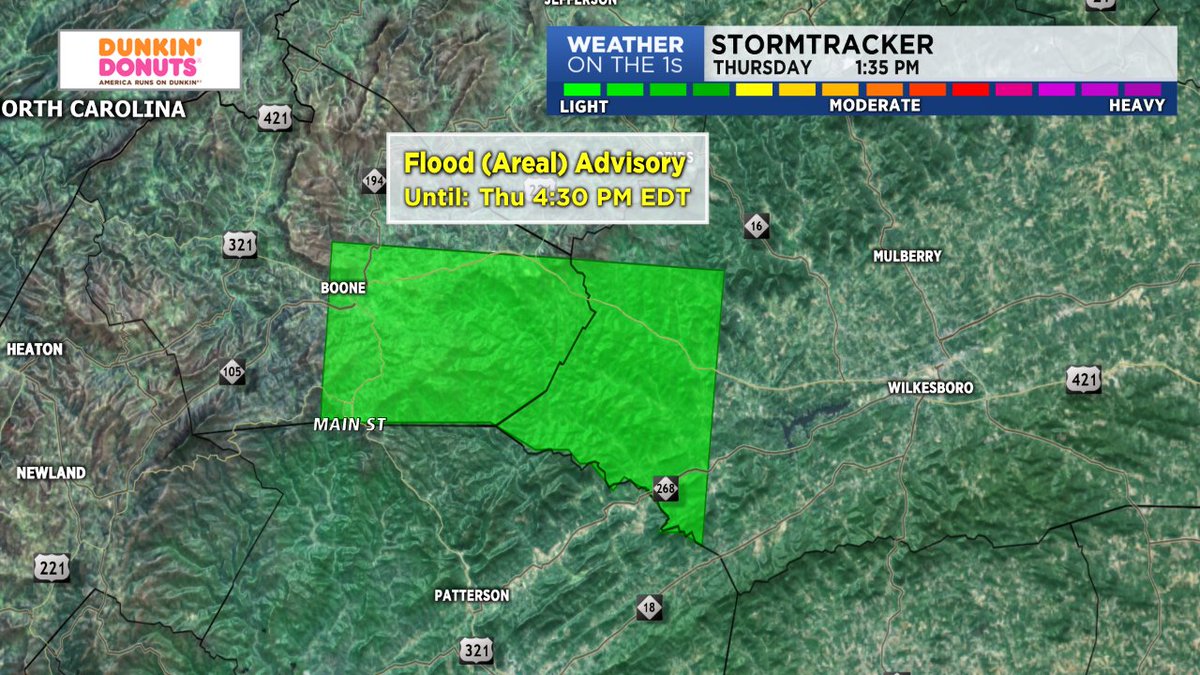 JEFFERSON
DUNKIN'
DONUTS
AMERICA RUNS ON DUNKIN'
WEATHER
ON THE 1s
STORMTRACKER
THURSDAY 1:35 PM
LIGHT MODERATE HEAVY
ORTH CAROLINA
421
Flood (Areal) Advisory
Until: Thu 4:30 PM EDT
194
16
321
MULBERRY
BOONE
HEATON
105
421
WILKESBORO
MAIN ST
NEWLAND
268
221
PATTERSON
18
321